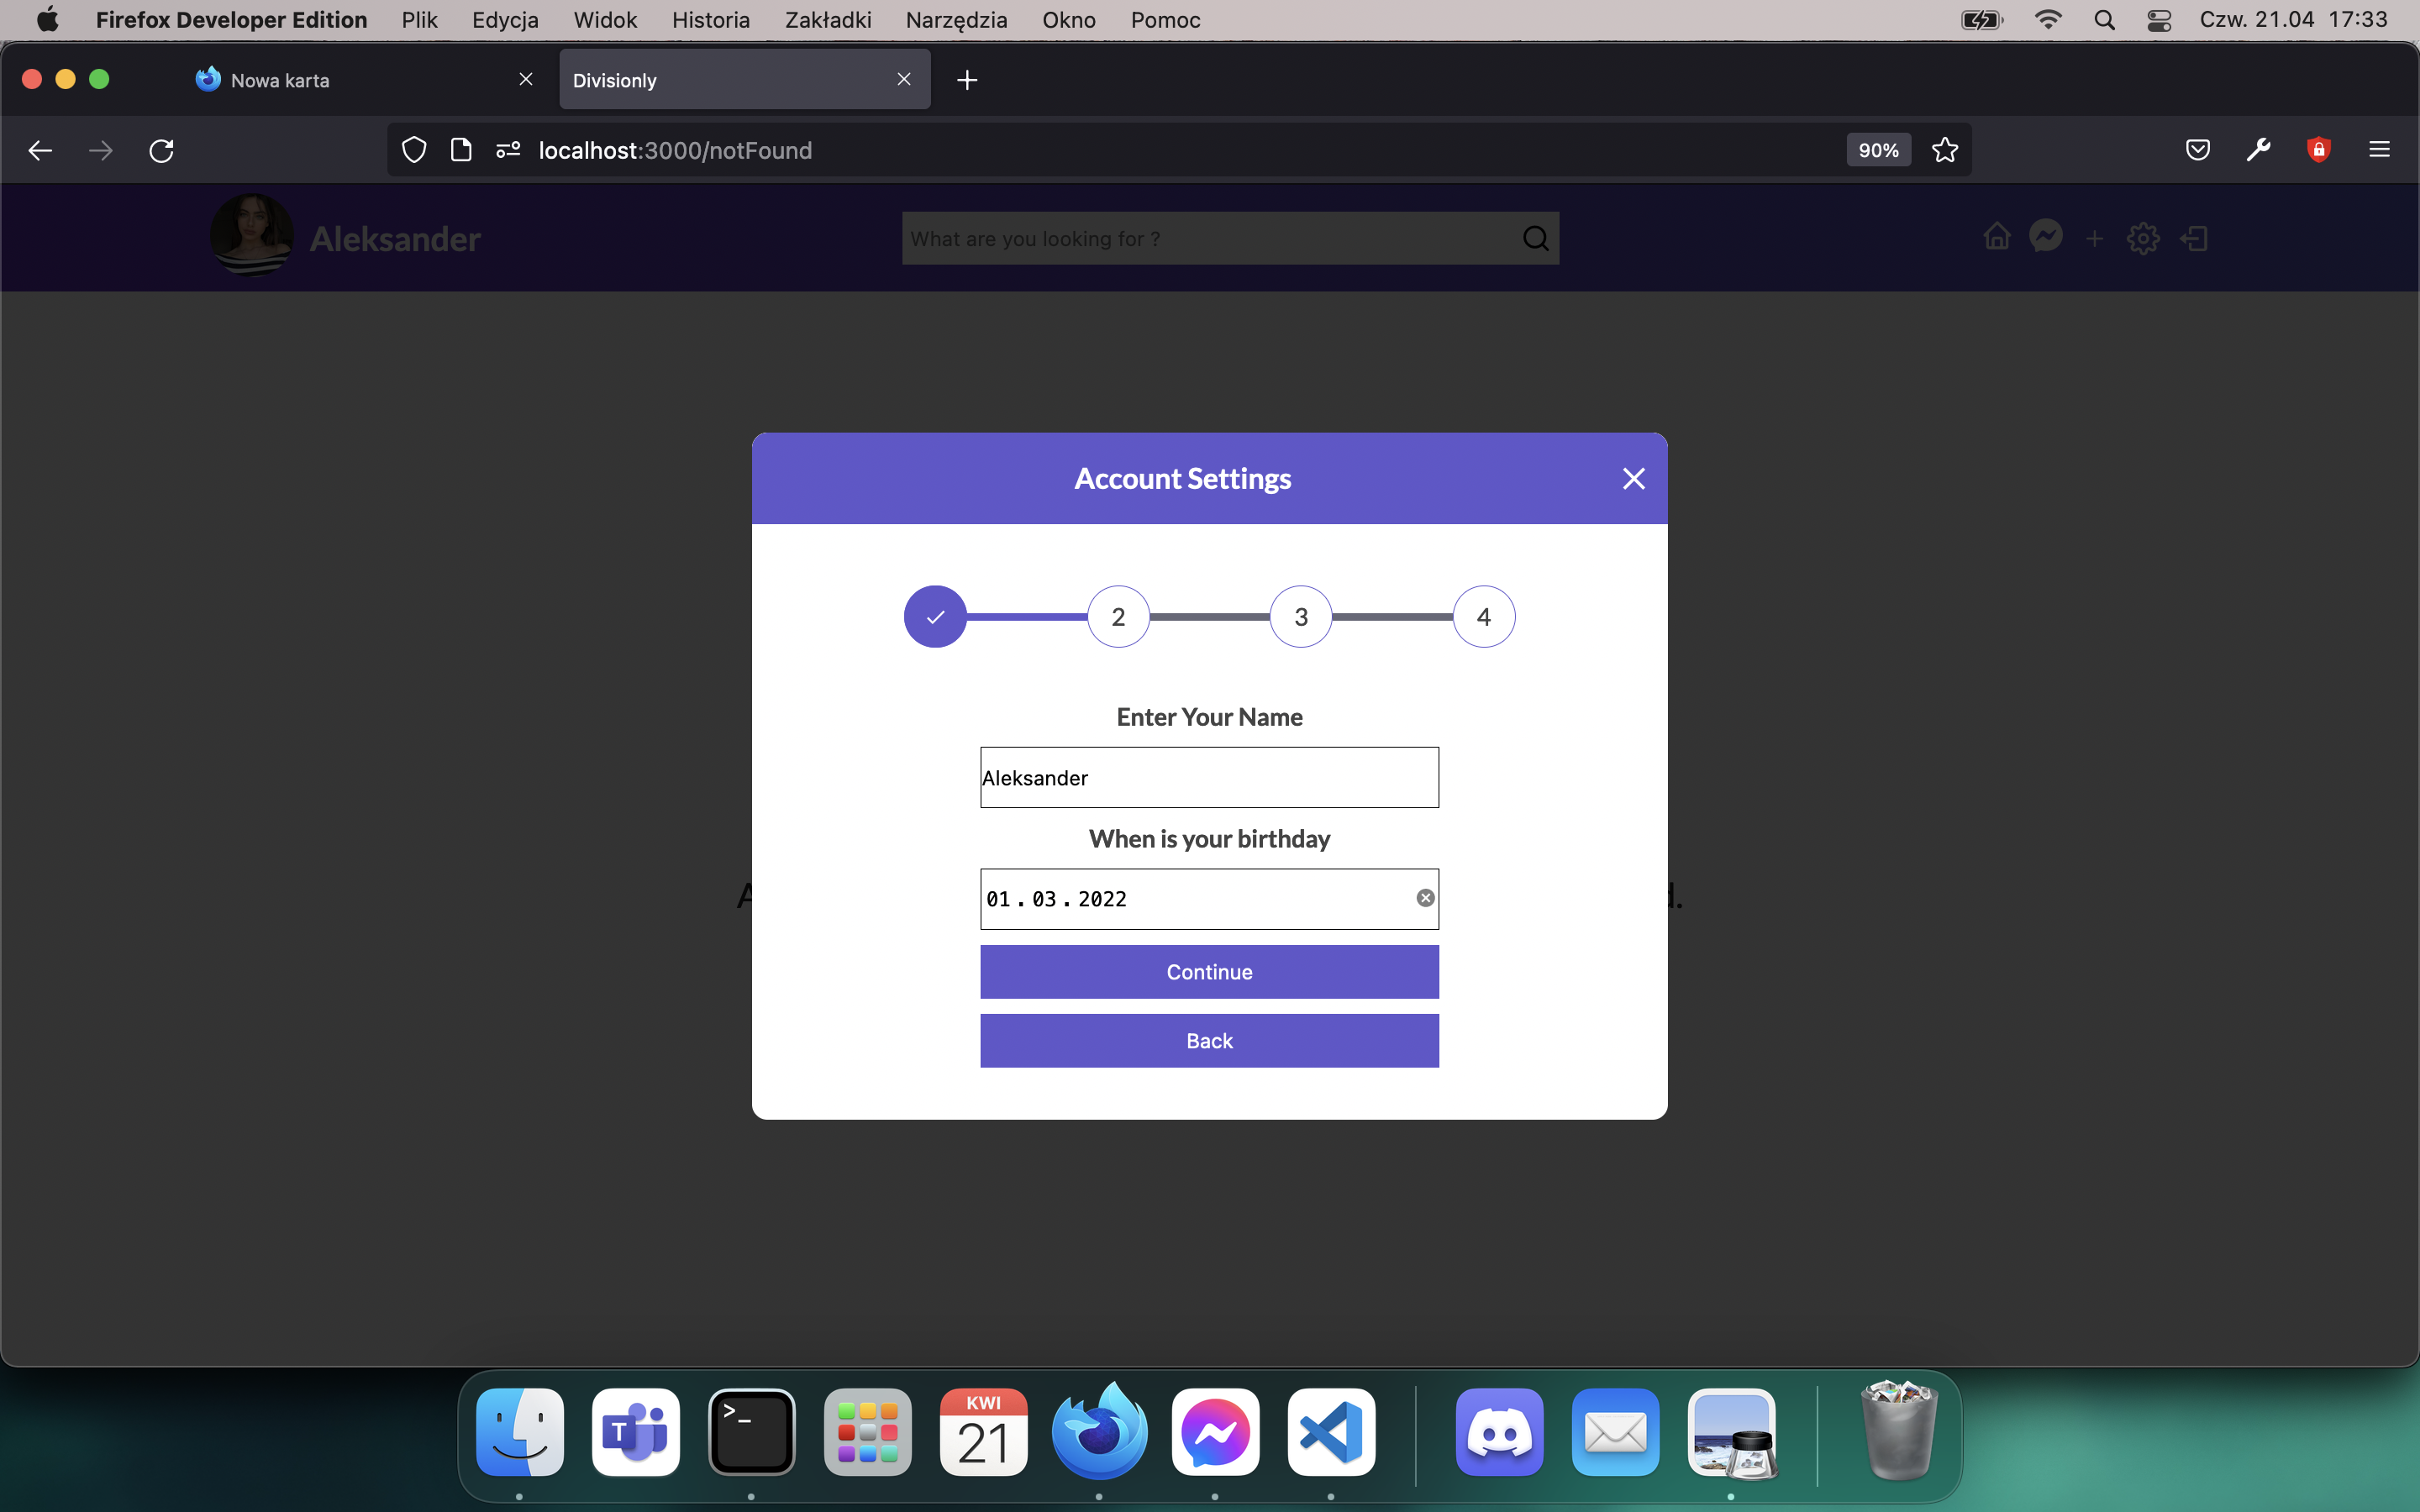 Firefox Developer Edition Plik Edycja Widok Historia Zakładki Narzędzia Okno Pomoc Czw. 21.04 17:33
Nowa karta Divisionly
localhost:3000/notFound 90%
Aleksander What are you looking for ?
Account Settings
2 3 4
Enter Your Name
Aleksander
When is your birthday
01.03.2022
Continue
Back
KWI
21
T
>_